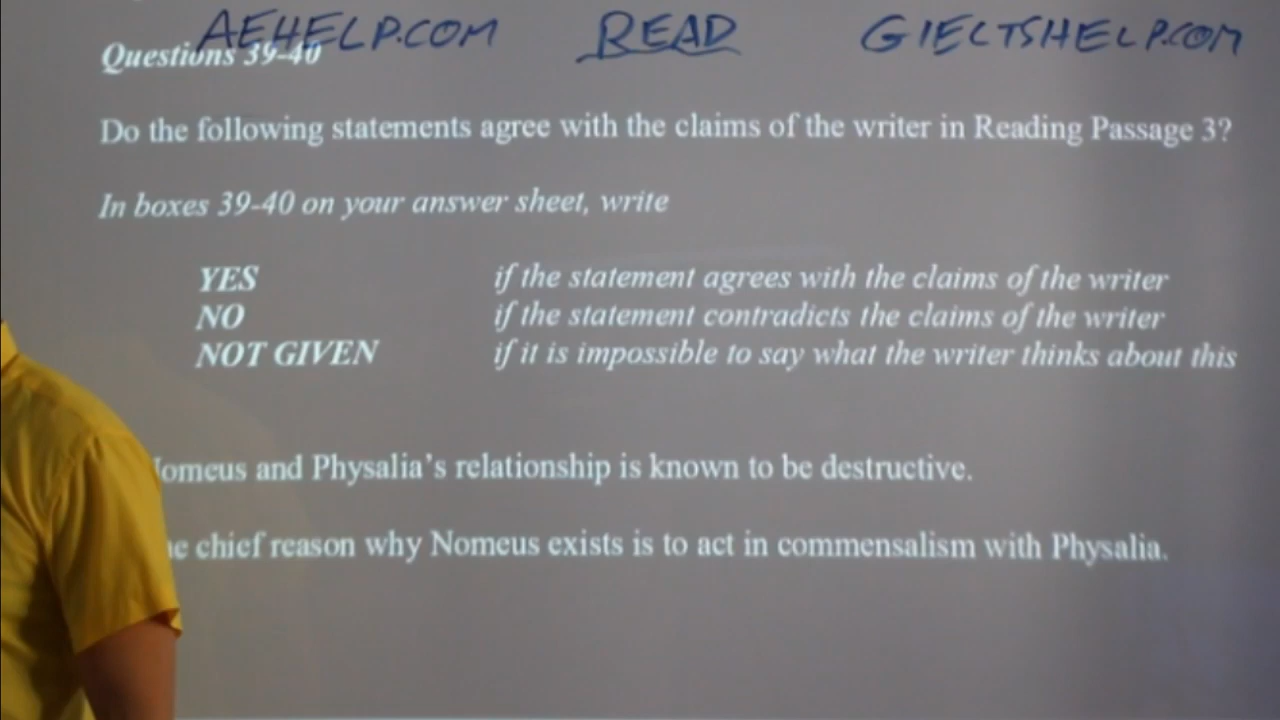 AEHELP.COM READ GIELTSHELP.COM
Questions 39-40
Do the following statements agree with the claims of the writer in Reading Passage 3?
In boxes 39-40 on your answer sheet, write
YES if the statement agrees with the claims of the writer
NO if the statement contradicts the claims of the writer
NOT GIVEN if it is impossible to say what the writer thinks about this
omeus and Physalia's relationship is known to be destructive.
e chief reason why Nomeus exists is to act in commensalism with Physalia.